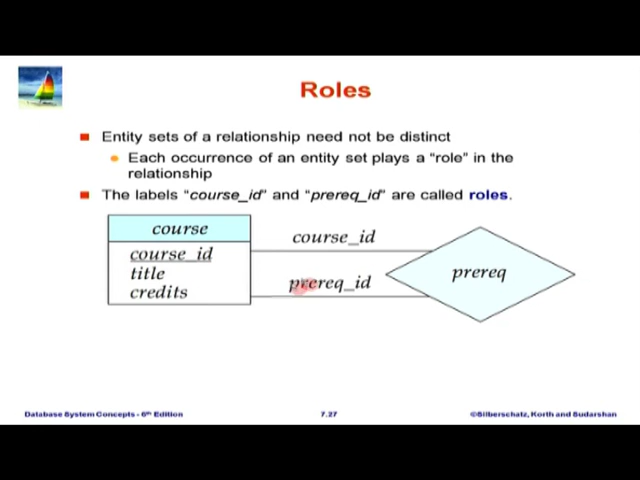 Roles
Entity sets of a relationship need not be distinct
Each occurrence of an entity set plays a “role” in the
relationship
The labels “course_id” and “prereq_id” are called roles.
course
course_id
title
credits
course_id
prereq_id
prereq
Database System Concepts - 6th Edition
7.27
©Silberschatz, Korth and Sudarshan